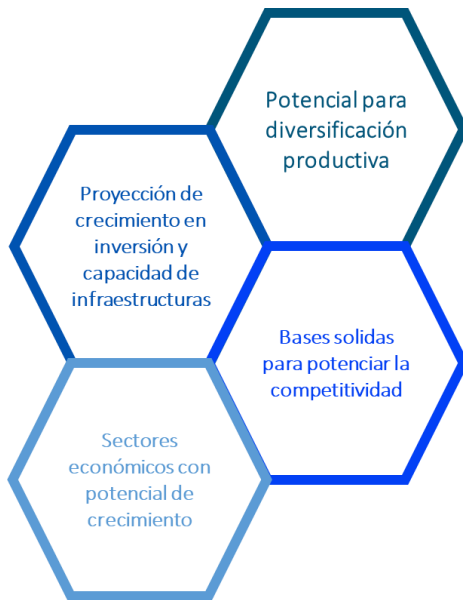 Potencial para
diversificación
productiva
Proyección de
crecimiento en
inversión y
capacidad de
infraestructuras
Bases solidas
para potenciar la
competitividad
Sectores
económicos con
potencial de
crecimiento